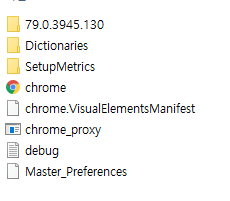 79.0.3945.130
Dictionaries
SetupMetrics
chrome
chrome.VisualElementsManifest
chrome_proxy
debug
Master_Preferences